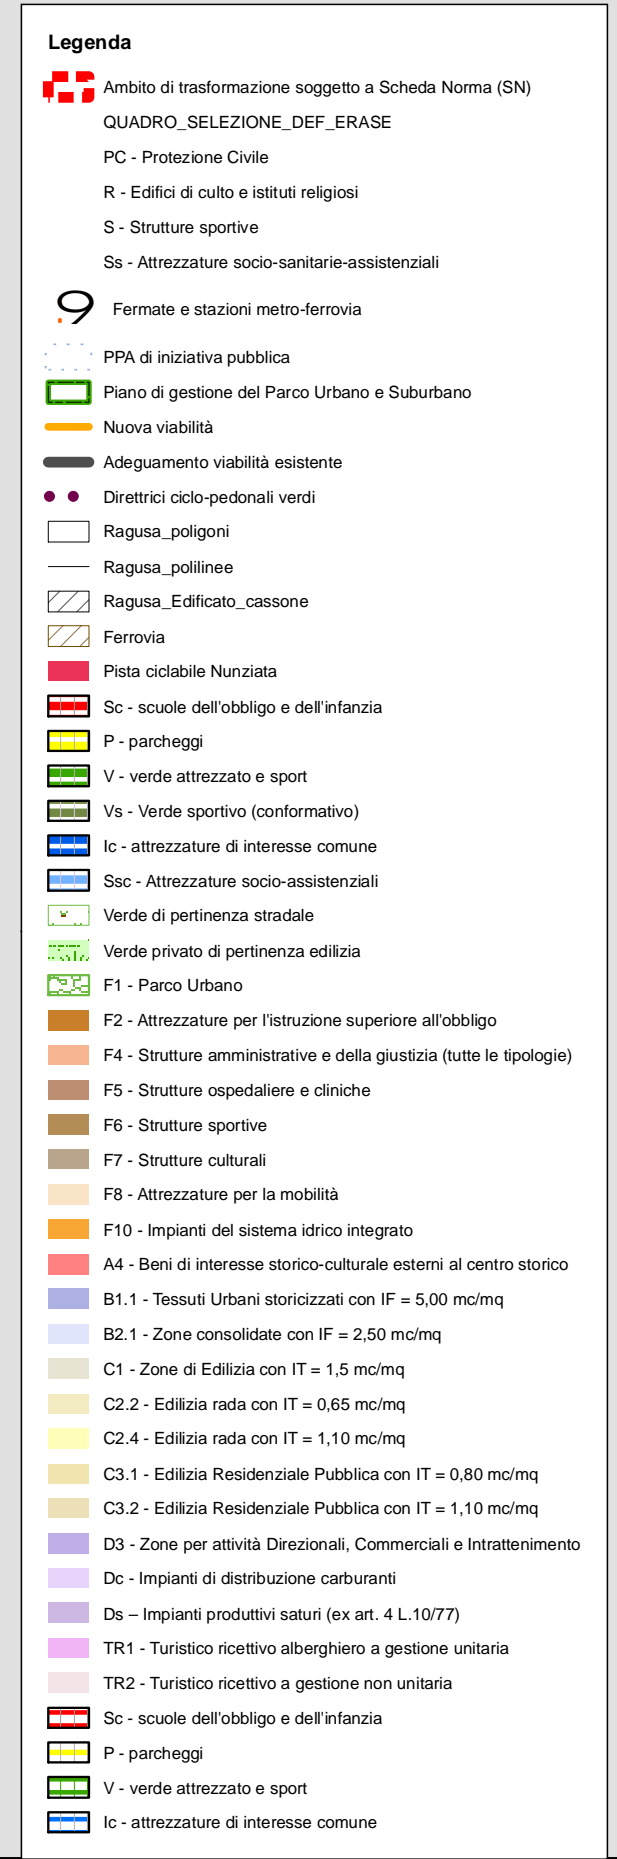 Legenda
Ambito di trasformazione soggetto a Scheda Norma (SN)
QUADRO_SELEZIONE_DEF_ERASE
PC - Protezione Civile
R - Edifici di culto e istituti religiosi
S - Strutture sportive
Ss - Attrezzature socio-sanitarie-assistenziali
.9 Fermate e stazioni metro-ferrovia
PPA di iniziativa pubblica
Piano di gestione del Parco Urbano e Suburbano
Nuova viabilità
Adeguamento viabilità esistente
Direttrici ciclo-pedonali verdi
Ragusa_poligoni
Ragusa_polilinee
Ragusa_Edificato_cassone
Ferrovia
Pista ciclabile Nunziata
Sc - scuole dell'obbligo e dell'infanzia
P - parcheggi
V - verde attrezzato e sport
Vs - Verde sportivo (conformativo)
Ic - attrezzature di interesse comune
Ssc - Attrezzature socio-assistenziali
Verde di pertinenza stradale
Verde privato di pertinenza edilizia
F1 - Parco Urbano
F2 - Attrezzature per l'istruzione superiore all'obbligo
F4 - Strutture amministrative e della giustizia (tutte le tipologie)
F5 - Strutture ospedaliere e cliniche
F6 - Strutture sportive
F7 - Strutture culturali
F8 - Attrezzature per la mobilità
F10 - Impianti del sistema idrico integrato
A4 - Beni di interesse storico-culturale esterni al centro storico
B1.1 - Tessuti Urbani storicizzati con IF = 5,00 mc/mq
B2.1 - Zone consolidate con IF = 2,50 mc/mq
C1 - Zone di Edilizia con IT = 1,5 mc/mq
C2.2 - Edilizia rada con IT = 0,65 mc/mq
C2.4 - Edilizia rada con IT = 1,10 mc/mq
C3.1 - Edilizia Residenziale Pubblica con IT = 0,80 mc/mq
C3.2 - Edilizia Residenziale Pubblica con IT = 1,10 mc/mq
D3 - Zone per attività Direzionali, Commerciali e Intrattenimento
Dc - Impianti di distribuzione carburanti
Ds – Impianti produttivi saturi (ex art. 4 L.10/77)
TR1 - Turistico ricettivo alberghiero a gestione unitaria
TR2 - Turistico ricettivo a gestione non unitaria
Sc - scuole dell'obbligo e dell'infanzia
P - parcheggi
V - verde attrezzato e sport
Ic - attrezzature di interesse comune